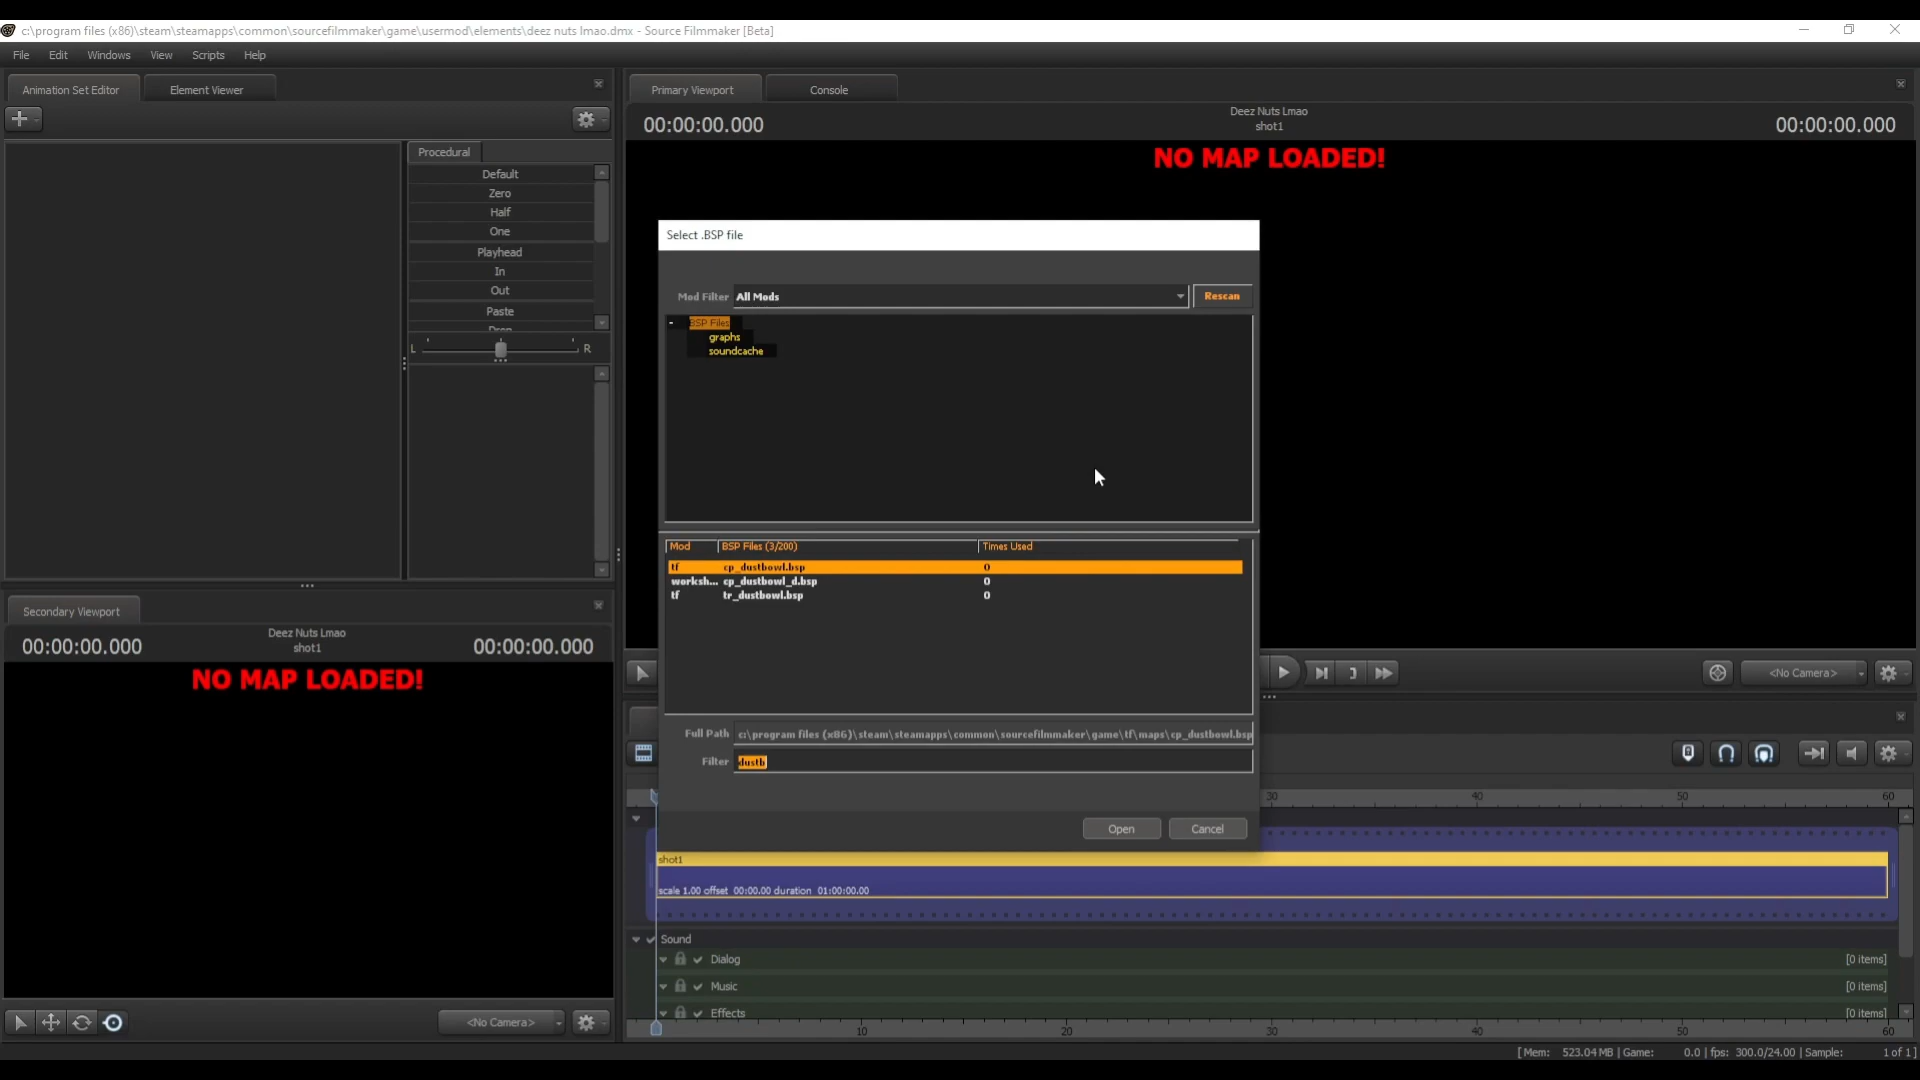 c:\program files (x86)\steam\steamapps\common\sourcefilmmaker\game\usermod\elements\deez nuts lmao.dmx - Source Filmmaker [Beta]
File Edit Windows View Scripts Help
Animation Set Editor Element Viewer
Procedural
Default
Zero
Half
One
Playhead
In
Out
Paste
Drop
L R
Primary Viewport Console
00:00:00.000 Deez Nuts Lmao 00:00:00.000
shot1
NO MAP LOADED!
Select .BSP file
Mod Filter All Mods Rescan
- BSP Files
graphs
soundcache
Mod BSP Files (3/200) Times Used
tf cp_dustbowl.bsp 0
worksh... cp_dustbowl_d.bsp 0
tf tr_dustbowl.bsp 0
Full Path c:\program files (x86)\steam\steamapps\common\sourcefilmmaker\game\tf\maps\cp_dustbowl.bsp
Filter dustb
Open Cancel
Secondary Viewport
00:00:00.000 Deez Nuts Lmao 00:00:00.000
shot1
NO MAP LOADED!
<No Camera>
<No Camera>
30 40 50 60
shot1
scale 1.00 offset 00:00.00 duration 01:00:00.00
Sound
Dialog [0 items]
Music [0 items]
Effects [0 items]
10 20 30 40 50 60
[ Mem: 523.04 MB | Game: 0.0 | fps: 300.0/24.00 | Sample: 1 of 1 ]